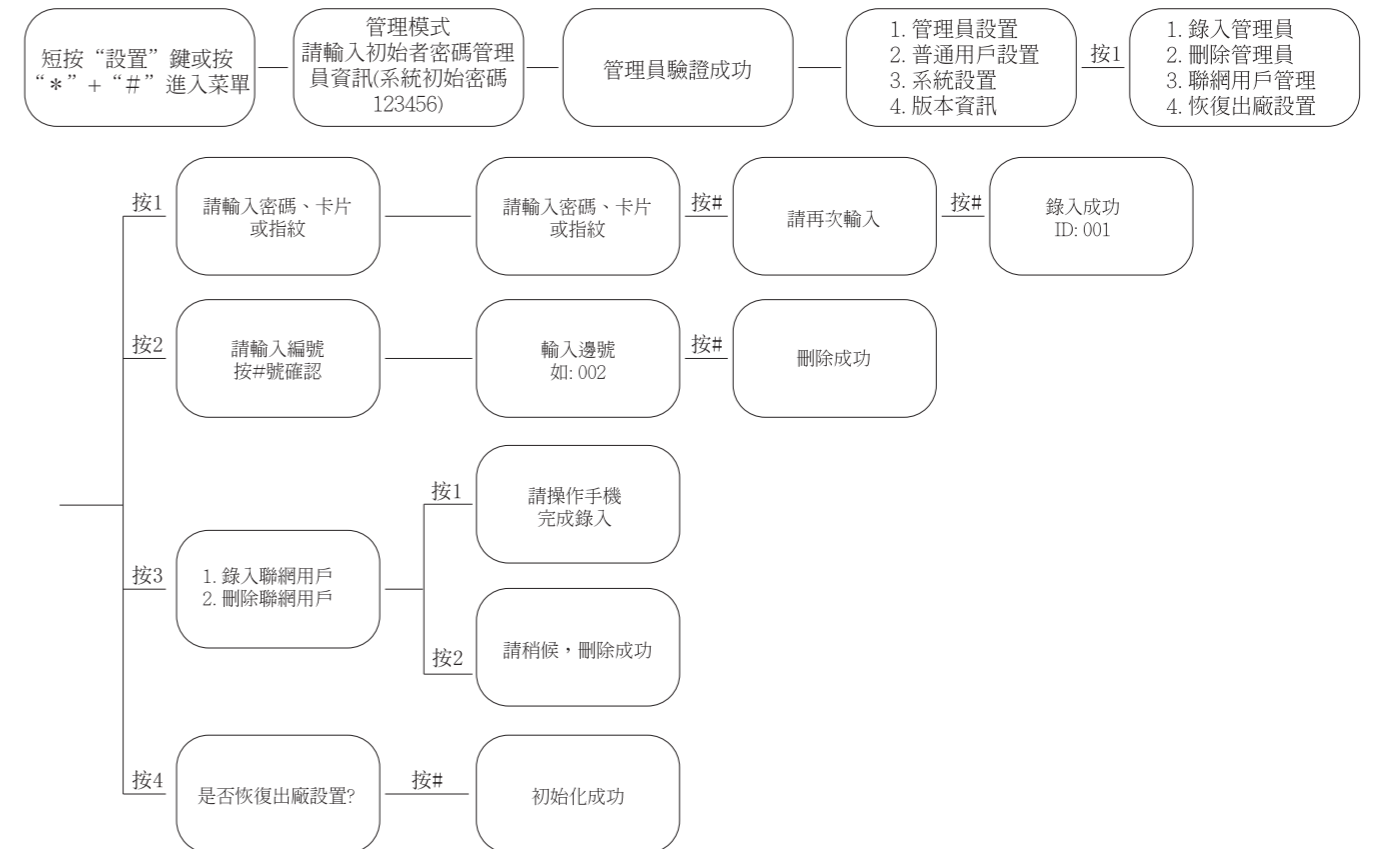 短按“設置”鍵或按
“*”+“#”進入菜單
管理模式
請輸入初始者密碼管理
員資訊(系統初始密碼
123456)
管理員驗證成功
1. 管理員設置
2. 普通用戶設置
3. 系統設置
4. 版本資訊
按1
1. 錄入管理員
2. 刪除管理員
3. 聯網用戶管理
4. 恢復出廠設置
按1
請輸入密碼、卡片
或指紋
請輸入密碼、卡片
或指紋
按#
請再次輸入
按#
錄入成功
ID: 001
按2
請輸入編號
按#號確認
輸入邊號
如: 002
按#
刪除成功
按3
1. 錄入聯網用戶
2. 刪除聯網用戶
按1
請操作手機
完成錄入
按2
請稍候，刪除成功
按4
是否恢復出廠設置?
按#
初始化成功